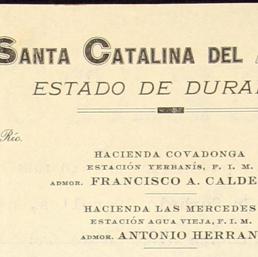 SANTA CATALINA DEL
ESTADO DE DURA
Río.
HACIENDA COVADONGA
ESTACIÓN YERBANÍS, F. I. M.
ADMOR. FRANCISCO A. CALDE
HACIENDA LAS MERCEDES
ESTACIÓN AGUA VIEJA, F. I. M.
ADMOR. ANTONIO HERRAN